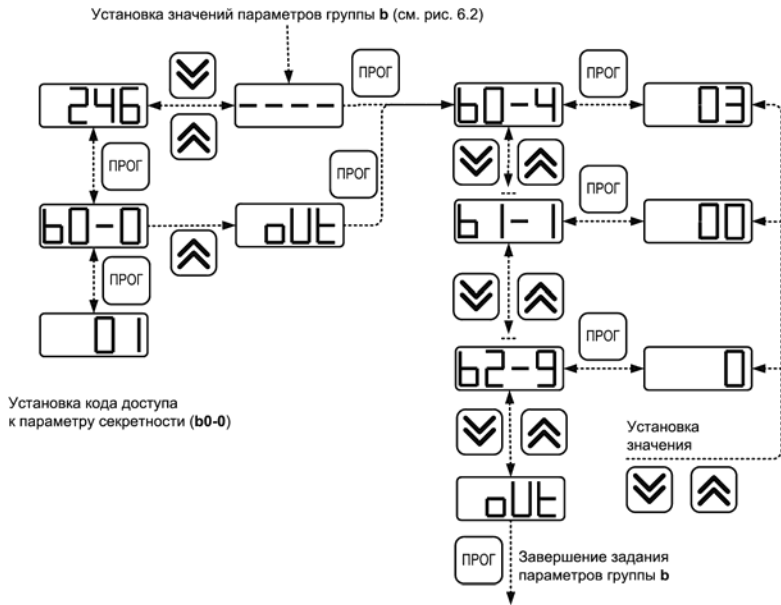 Установка значений параметров группы b (см. рис. 6.2)
ПРОГ
ПРОГ
246
----
b0-4
03
ПРОГ
ПРОГ
...
ПРОГ
b0-0
oUt
b1-1
00
ПРОГ
...
ПРОГ
01
b2-9
0
Установка кода доступа
к параметру секретности (b0-0)
Установка
значения
oUt
ПРОГ
Завершение задания
параметров группы b